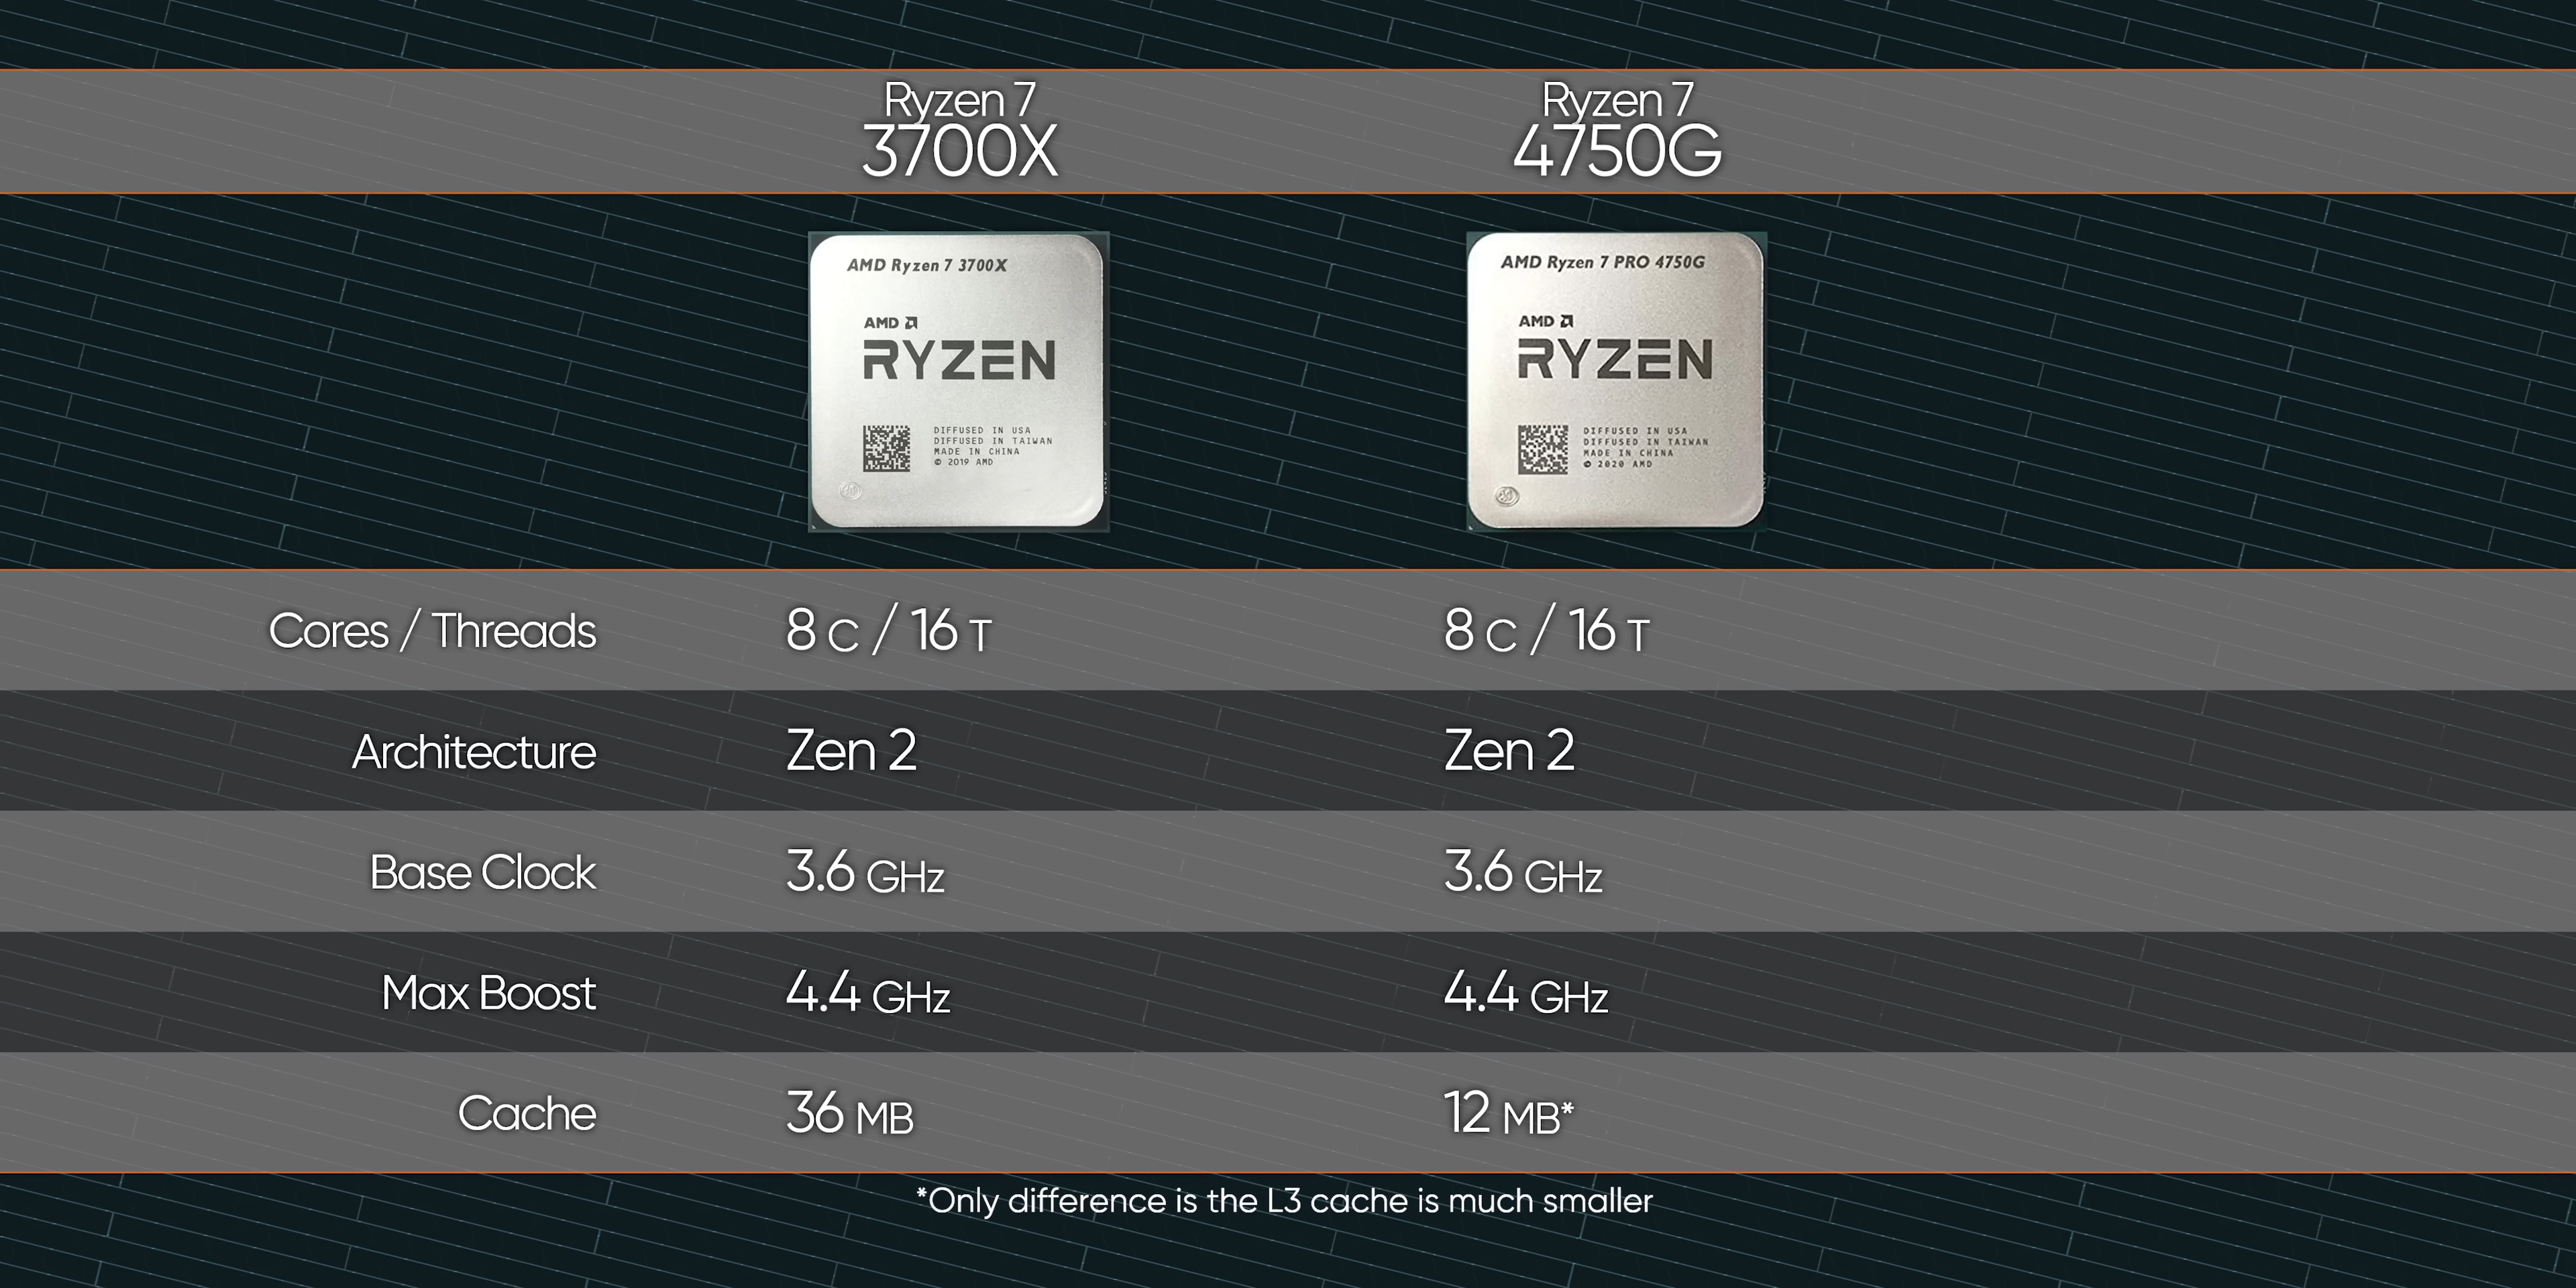 Ryzen 7
3700X
Ryzen 7
4750G
AMD Ryzen 7 3700X
AMD
RYZEN
DIFFUSED IN USA
DIFFUSED IN TAIWAN
MADE IN CHINA
© 2019 AMD
AMD Ryzen 7 PRO 4750G
AMD
RYZEN
DIFFUSED IN USA
DIFFUSED IN TAIWAN
MADE IN CHINA
© 2020 AMD
Cores / Threads 8 C / 16 T 8 C / 16 T
Architecture Zen 2 Zen 2
Base Clock 3.6 GHz 3.6 GHz
Max Boost 4.4 GHz 4.4 GHz
Cache 36 MB 12 MB*
*Only difference is the L3 cache is much smaller